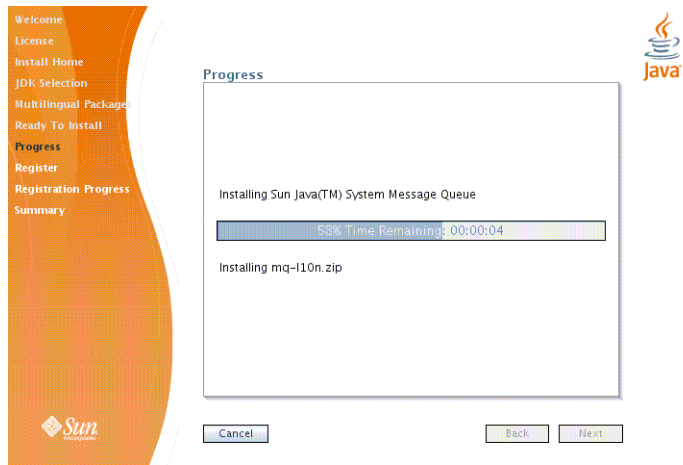 Welcome
License
Install Home
JDK Selection
Multilingual Packages
Ready To Install
Progress
Register
Registration Progress
Summary
Sun
microsystems
Java
Progress
Installing Sun Java(TM) System Message Queue
58% Time Remaining: 00:00:04
Installing mq-l10n.zip
Cancel
Back
Next